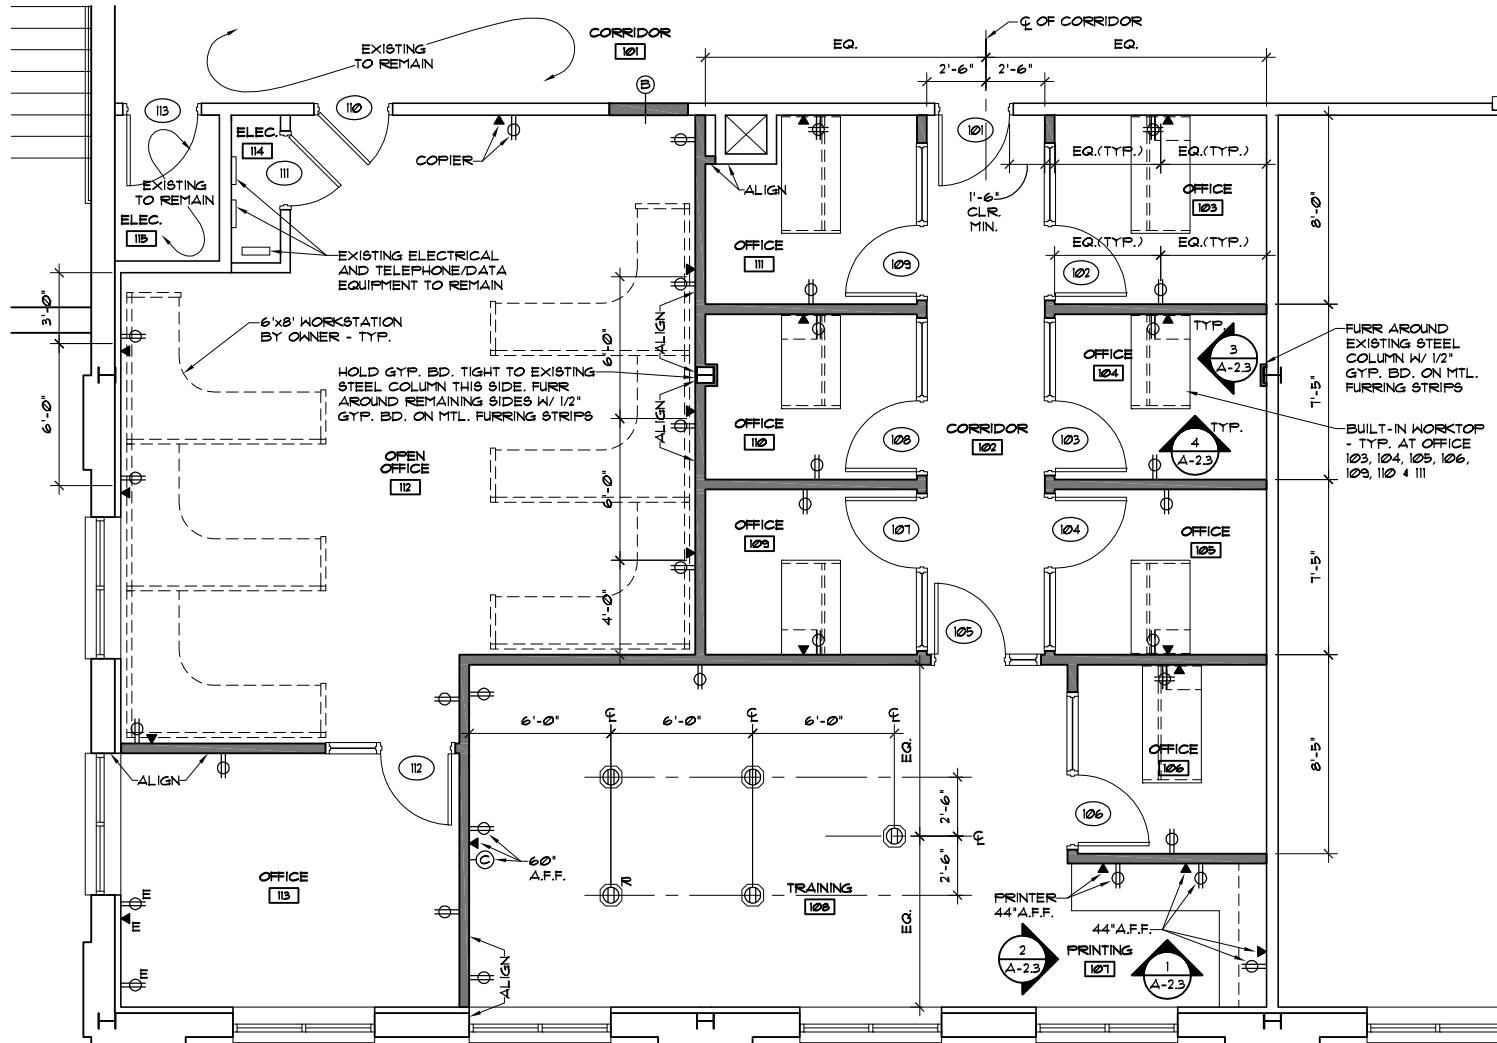 ℄ OF CORRIDOR
CORRIDOR
101
EXISTING
TO REMAIN
EQ.
EQ.
2'-6"
2'-6"
B
113
110
101
ELEC.
114
111
COPIER
EXISTING
TO REMAIN
ELEC.
115
ALIGN
1'-6"
CLR.
MIN.
EQ.(TYP.)
EQ.(TYP.)
OFFICE
103
8'-0"
OFFICE
111
109
102
EQ.(TYP.)
EQ.(TYP.)
EXISTING ELECTRICAL
AND TELEPHONE/DATA
EQUIPMENT TO REMAIN
3'-0"
6'x8' WORKSTATION
BY OWNER - TYP.
ALIGN
6'-0"
HOLD GYP. BD. TIGHT TO EXISTING
STEEL COLUMN THIS SIDE. FURR
AROUND REMAINING SIDES W/ 1/2"
GYP. BD. ON MTL. FURRING STRIPS
ALIGN
6'-0"
TYP.
3
A-2.3
OFFICE
104
FURR AROUND
EXISTING STEEL
COLUMN W/ 1/2"
GYP. BD. ON MTL.
FURRING STRIPS
7'-5"
OFFICE
110
108
CORRIDOR
102
103
TYP.
4
A-2.3
BUILT-IN WORKTOP
- TYP. AT OFFICE
103, 104, 105, 106,
109, 110 & 111
OPEN
OFFICE
112
6'-0"
OFFICE
109
107
104
OFFICE
105
7'-5"
4'-0"
105
6'-0"
℄
6'-0"
℄
6'-0"
℄
EQ.
OFFICE
106
8'-5"
ALIGN
112
2'-6"
106
℄
2'-6"
60"
A.F.F.
C
OFFICE
113
E
E
E
R
TRAINING
108
EQ.
PRINTER
44"A.F.F.
44"A.F.F.
2
A-2.3
PRINTING
107
1
A-2.3
ALIGN